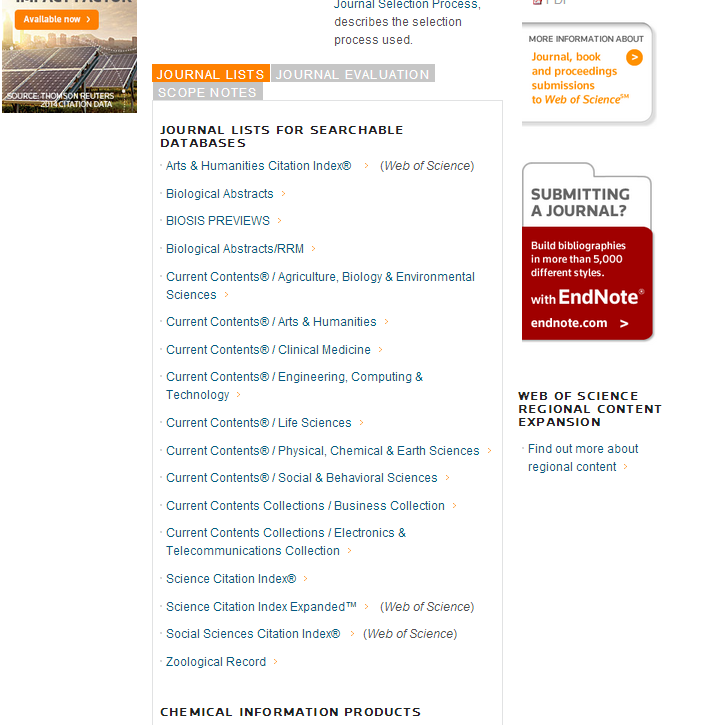 IMPACT FACTOR
Available now >
SOURCE: THOMSON REUTERS
2014 CITATION DATA
Journal Selection Process,
describes the selection
process used.
JOURNAL LISTS
JOURNAL EVALUATION
SCOPE NOTES
JOURNAL LISTS FOR SEARCHABLE
DATABASES
Arts & Humanities Citation Index® (Web of Science)
Biological Abstracts
BIOSIS PREVIEWS
Biological Abstracts/RRM
Current Contents® / Agriculture, Biology & Environmental
Sciences
Current Contents® / Arts & Humanities
Current Contents® / Clinical Medicine
Current Contents® / Engineering, Computing &
Technology
Current Contents® / Life Sciences
Current Contents® / Physical, Chemical & Earth Sciences
Current Contents® / Social & Behavioral Sciences
Current Contents Collections / Business Collection
Current Contents Collections / Electronics &
Telecommunications Collection
Science Citation Index®
Science Citation Index Expanded™ (Web of Science)
Social Sciences Citation Index® (Web of Science)
Zoological Record
CHEMICAL INFORMATION PRODUCTS
PDF
MORE INFORMATION ABOUT
Journal, book
and proceedings
submissions
to Web of Science℠
SUBMITTING
A JOURNAL?
Build bibliographies
in more than 5,000
different styles.
with EndNote®
endnote.com >
WEB OF SCIENCE
REGIONAL CONTENT
EXPANSION
Find out more about
regional content